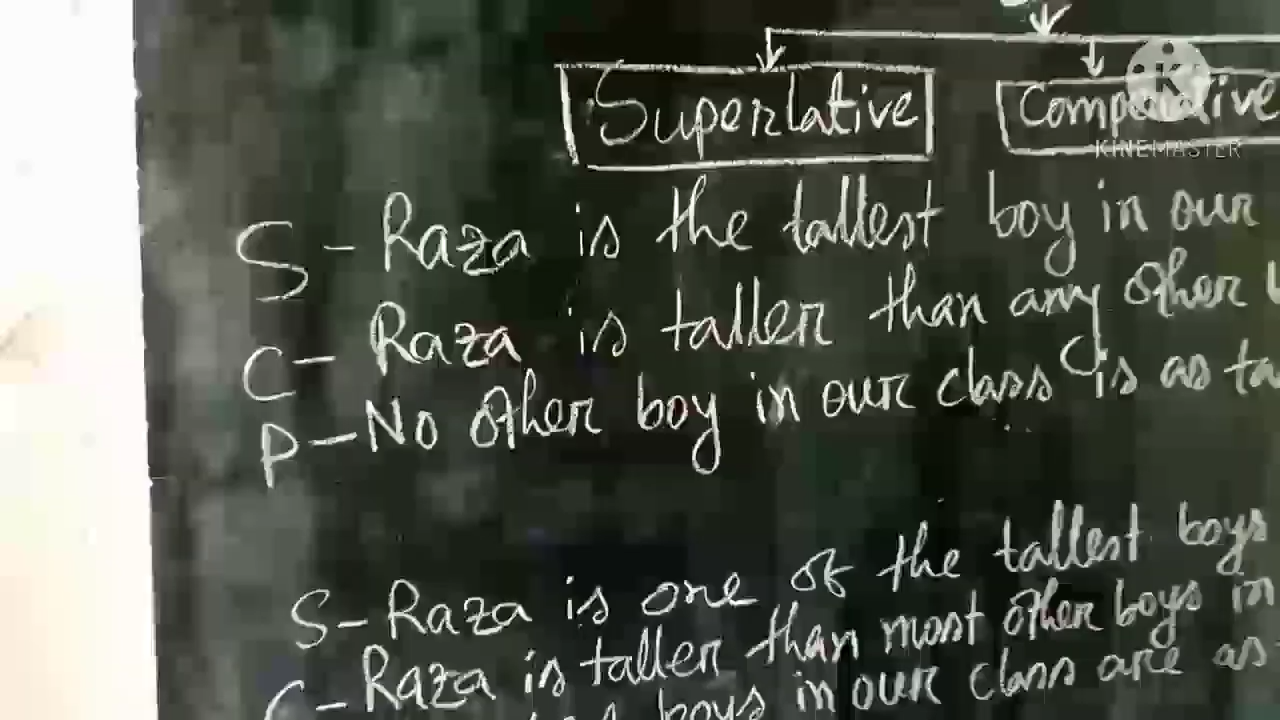 Superlative
Comparative
KINEMASTER
S - Raza is the tallest boy in our
C - Raza is taller than any other
P - No other boy in our class is as
S - Raza is one of the tallest boys
C - Raza is taller than most other boys in
boys in our class are as